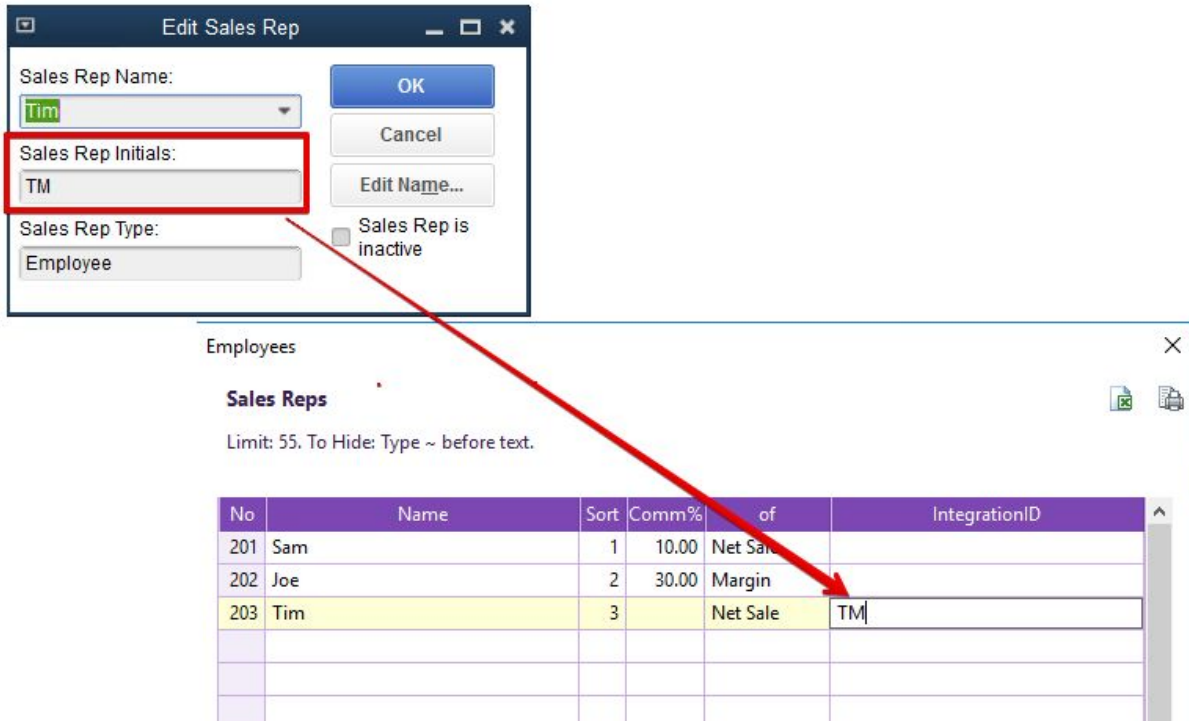 Edit Sales Rep
Sales Rep Name:
Tim
OK
Cancel
Sales Rep Initials:
TM
Edit Name...
Sales Rep Type:
Employee
Sales Rep is
inactive
Employees
Sales Reps
Limit: 55. To Hide: Type ~ before text.
No Name Sort Comm% of IntegrationID
201 Sam 1 10.00 Net Sale
202 Joe 2 30.00 Margin
203 Tim 3 Net Sale TM